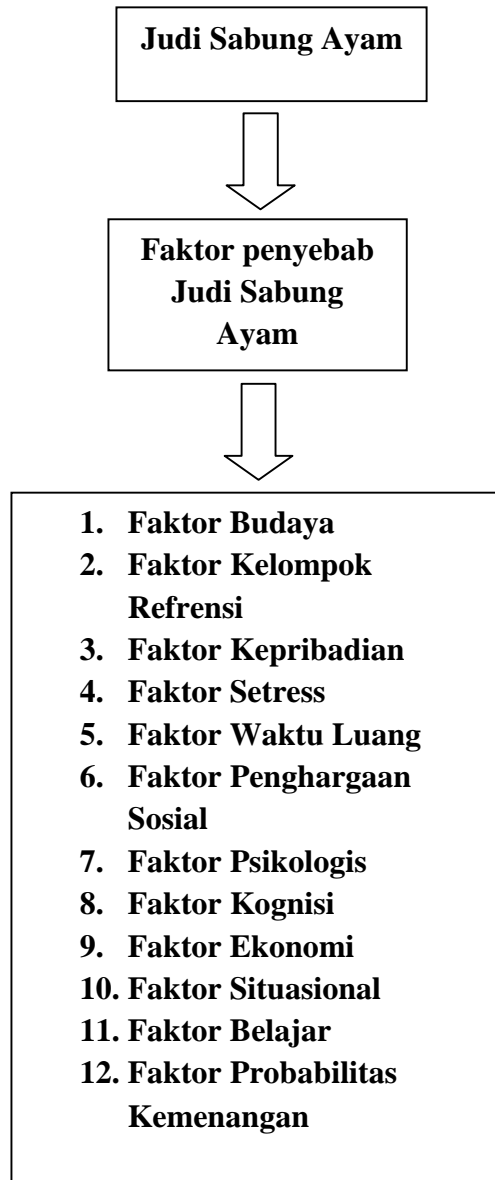 Judi Sabung Ayam
Faktor penyebab
Judi Sabung
Ayam
1. Faktor Budaya
2. Faktor Kelompok
Refrensi
3. Faktor Kepribadian
4. Faktor Setress
5. Faktor Waktu Luang
6. Faktor Penghargaan
Sosial
7. Faktor Psikologis
8. Faktor Kognisi
9. Faktor Ekonomi
10. Faktor Situasional
11. Faktor Belajar
12. Faktor Probabilitas
Kemenangan